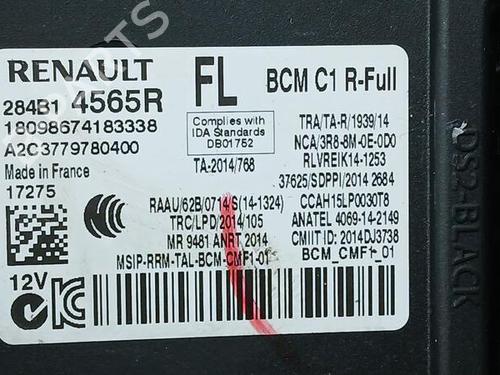 RENAULT
FL
BCM C1 R-Full
284B1 4565R
18098674183338
A2C3779780400
Made in France
17275
Complies with
IDA Standards
DB01752
TA-2014/768
TRA/TA-R/1939/14
NCA/3R8-8M-0E-0D0
RLVREIK14-1253
37625/SDPPI/2014 2684
RAAU/62B/0714/S(14-1324)
CCAH15LP0030T8
TRC/LPD/2014/105
ANATEL 4069-14-2149
MR 9481 ANRT 2014
CMIIT ID: 2014DJ3738
MSIP-RRM-TAL-BCM-CMF1-01
BCM_CMF1_01
12V
DS2-BLACK